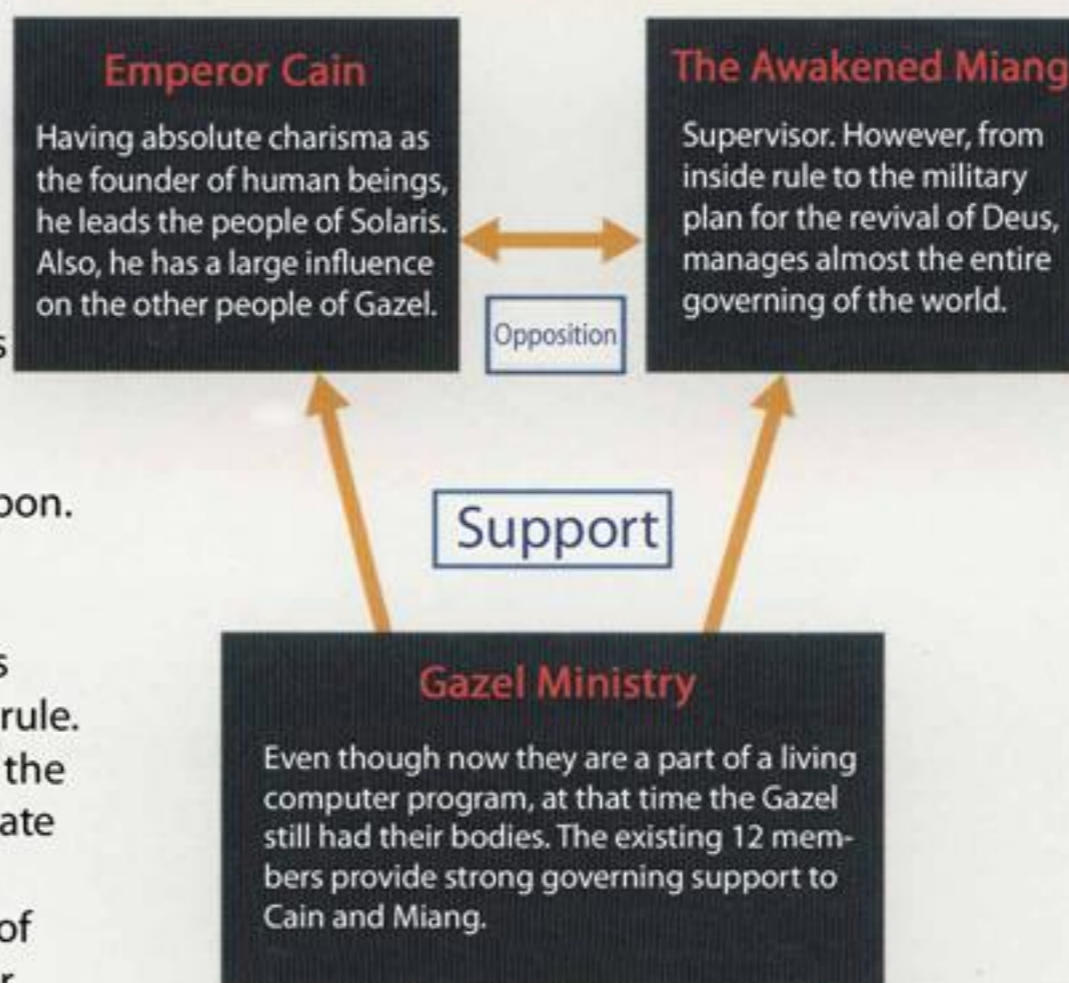 Emperor Cain
Having absolute charisma as
the founder of human beings,
he leads the people of Solaris.
Also, he has a large influence
on the other people of Gazel.
The Awakened Miang
Supervisor. However, from
inside rule to the military
plan for the revival of Deus,
manages almost the entire
governing of the world.
Opposition
Support
Gazel Ministry
Even though now they are a part of a living
computer program, at that time the Gazel
still had their bodies. The existing 12 mem-
bers provide strong governing support to
Cain and Miang.
rule.
the
of